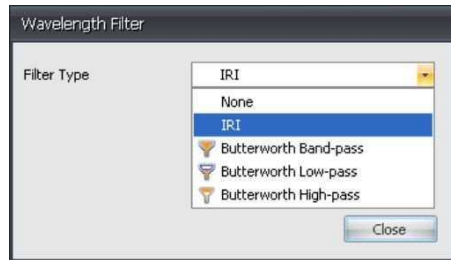 Wavelength Filter
Filter Type IRI
None
IRI
Butterworth Band-pass
Butterworth Low-pass
Butterworth High-pass
Close